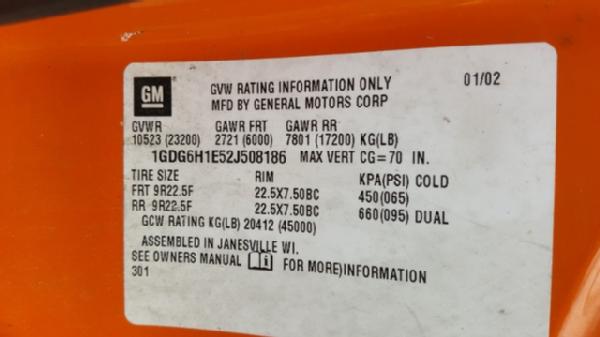 GM
GVW RATING INFORMATION ONLY 01/02
MFD BY GENERAL MOTORS CORP
GVWR GAWR FRT GAWR RR
10523 (23200) 2721 (6000) 7801 (17200) KG(LB)
1GDG6H1E52J508186 MAX VERT CG=70 IN.
TIRE SIZE RIM KPA(PSI) COLD
FRT 9R22.5F 22.5X7.50BC 450(065)
RR 9R22.5F 22.5X7.50BC 660(095) DUAL
GCW RATING KG(LB) 20412 (45000)
ASSEMBLED IN JANESVILLE WI.
SEE OWNERS MANUAL FOR MORE)INFORMATION
301